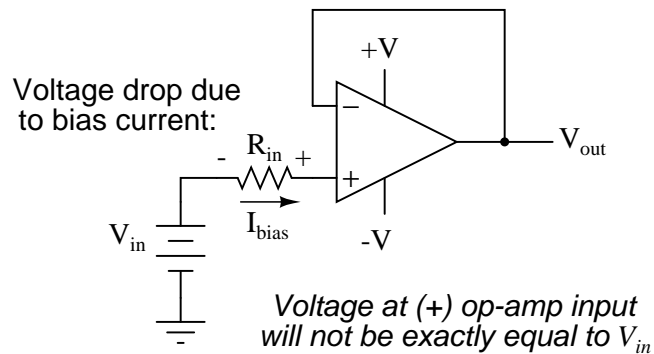 +V
Voltage drop due
to bias current:
−
R_in
- +
+
V_out
I_bias
V_in
-V
Voltage at (+) op-amp input
will not be exactly equal to V_in